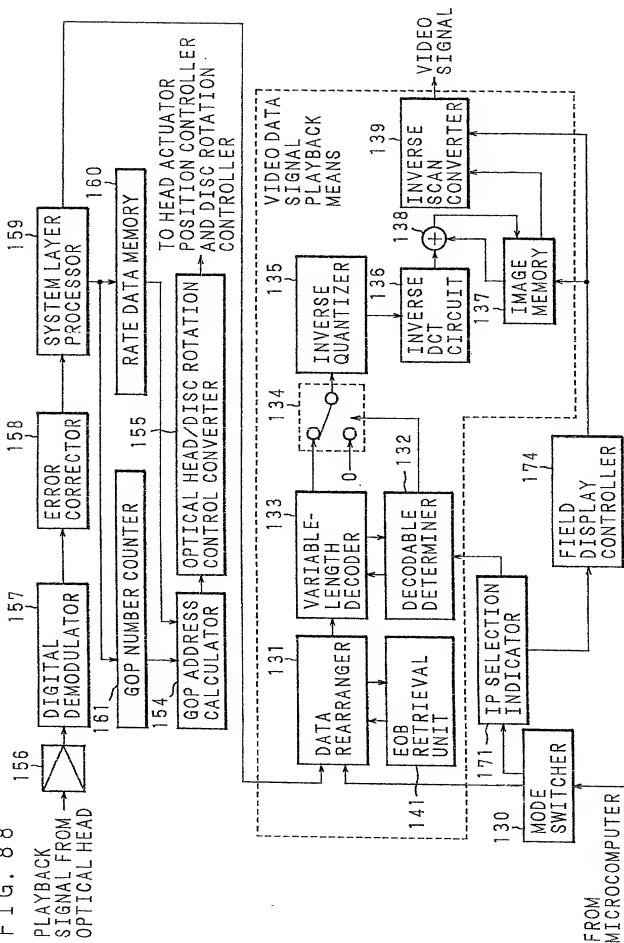 FIG. 88
PLAYBACK
SIGNAL FROM
OPTICAL HEAD
156
157
DIGITAL
DEMODULATOR
158
ERROR
CORRECTOR
159
SYSTEM LAYER
PROCESSOR
161
GOP NUMBER COUNTER
160
RATE DATA MEMORY
154
GOP ADDRESS
CALCULATOR
155
OPTICAL HEAD/DISC ROTATION
CONTROL CONVERTER
TO HEAD ACTUATOR
POSITION CONTROLLER
AND DISC ROTATION
CONTROLLER
VIDEO DATA
SIGNAL
PLAYBACK
MEANS
131
DATA
REARRANGER
133
VARIABLE-
LENGTH
DECODER
134
0
135
INVERSE
QUANTIZER
141
EOB
RETRIEVAL
UNIT
132
DECODABLE
DETERMINER
136
INVERSE
DCT
CIRCUIT
138
+
137
IMAGE
MEMORY
139
INVERSE
SCAN
CONVERTER
VIDEO
SIGNAL
130
MODE
SWITCHER
171
IP SELECTION
INDICATOR
174
FIELD
DISPLAY
CONTROLLER
FROM
MICROCOMPUTER